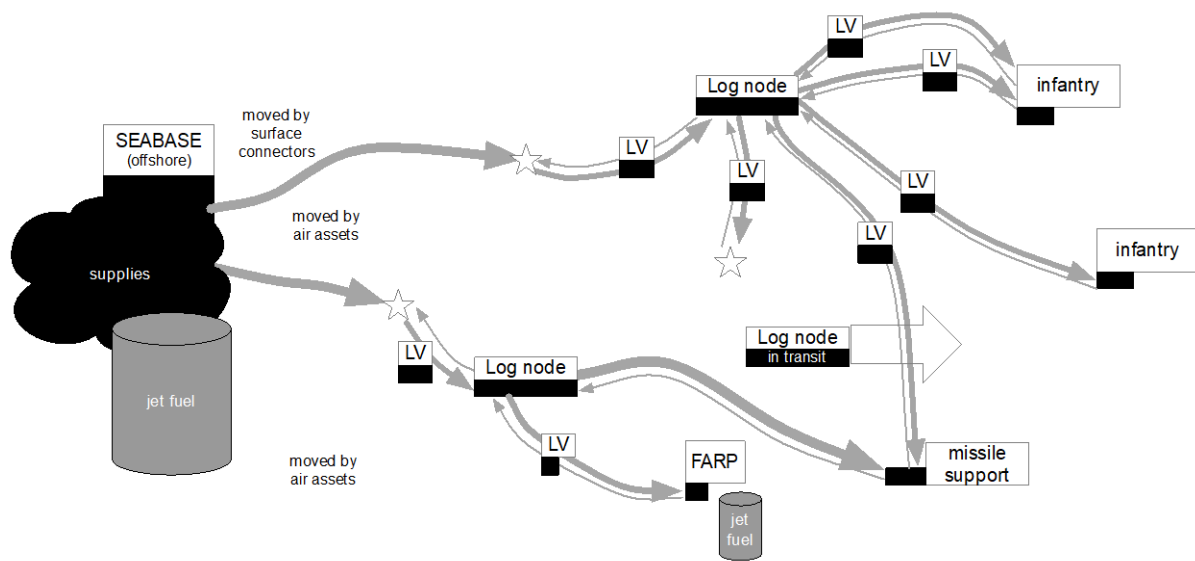 SEABASE
(offshore)
supplies
jet fuel
moved by
surface
connectors
moved by
air assets
moved by
air assets
LV
Log node
LV
LV
infantry
LV
LV
infantry
LV
LV
Log node
in transit
LV
Log node
LV
FARP
jet
fuel
missile
support